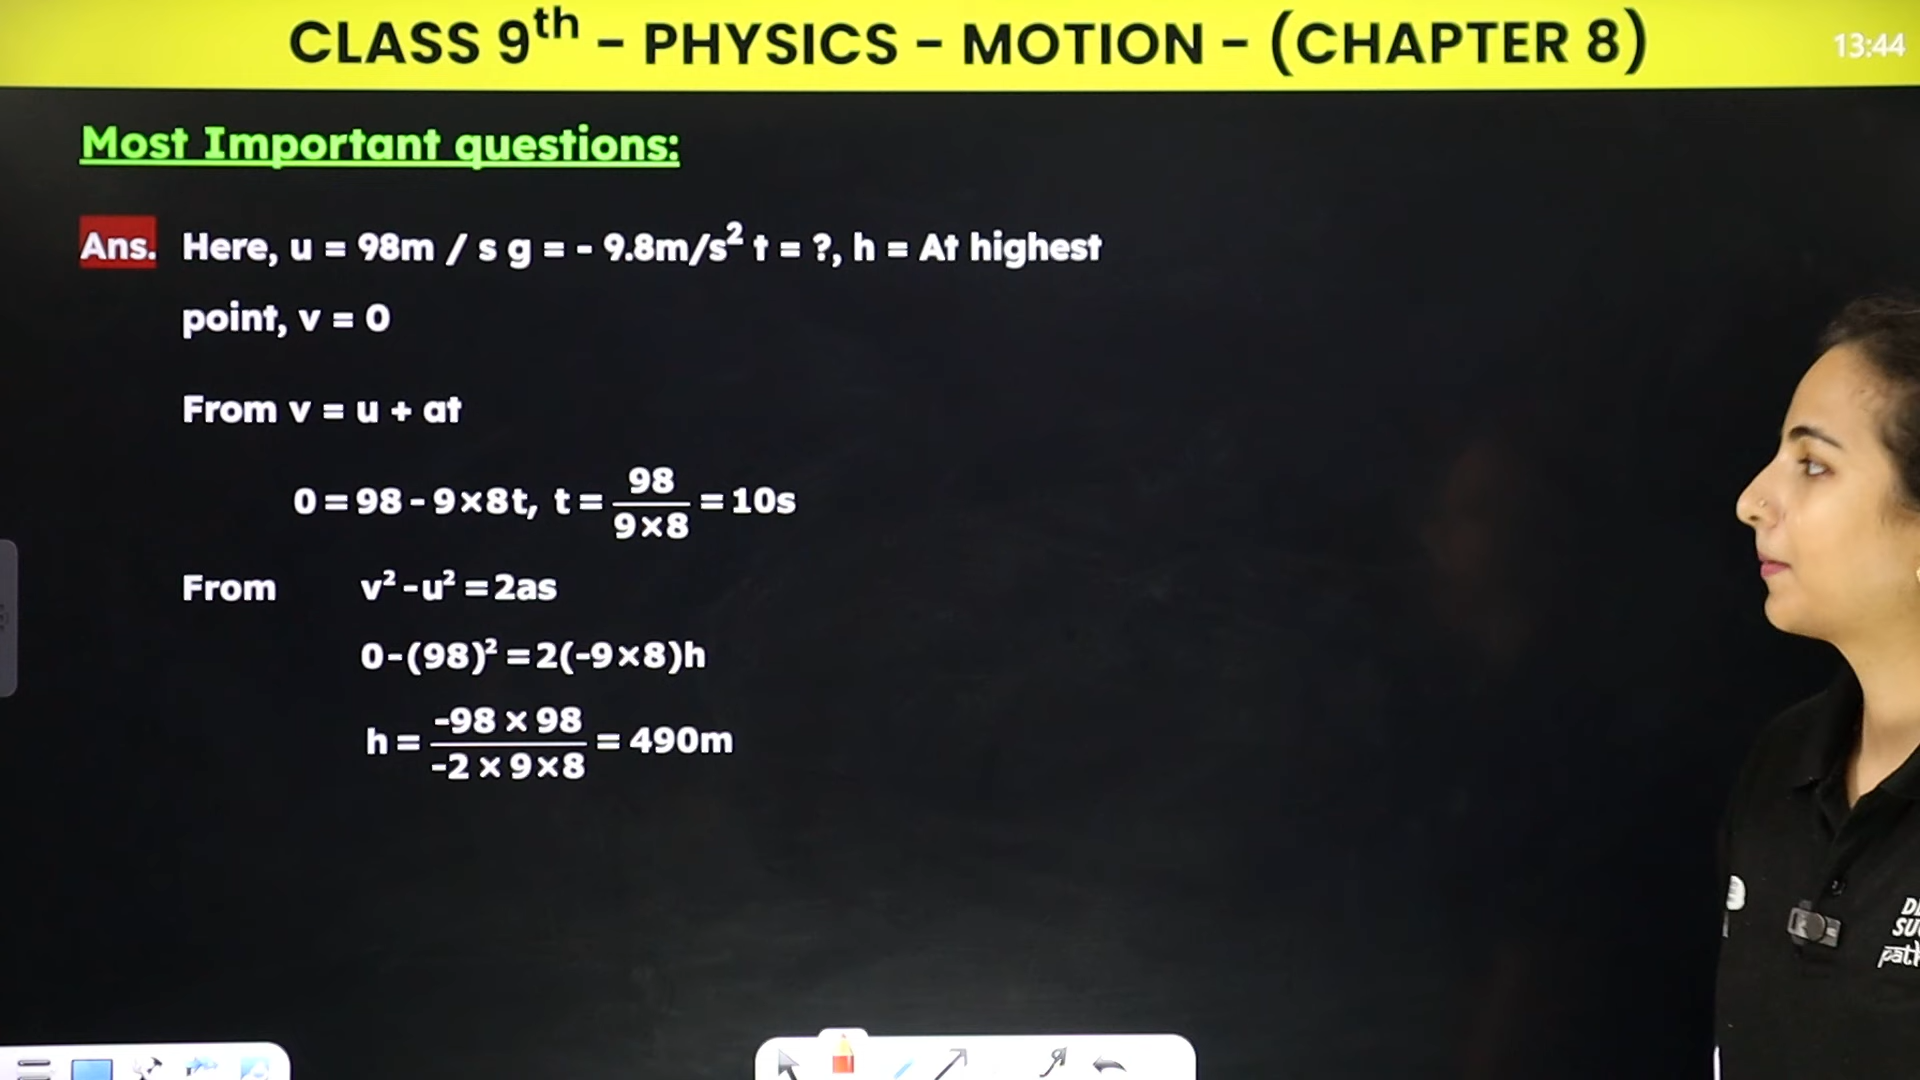 CLASS 9th - PHYSICS - MOTION - (CHAPTER 8)
13:44
Most Important questions:
Ans. Here, u = 98m / s g = - 9.8m/s² t = ?, h = At highest
point, v = 0
From v = u + at
0 = 98 - 9×8t, t = 98 / 9×8 = 10s
From v² - u² = 2as
0 - (98)² = 2(-9×8)h
h = -98 × 98 / -2 × 9×8 = 490m